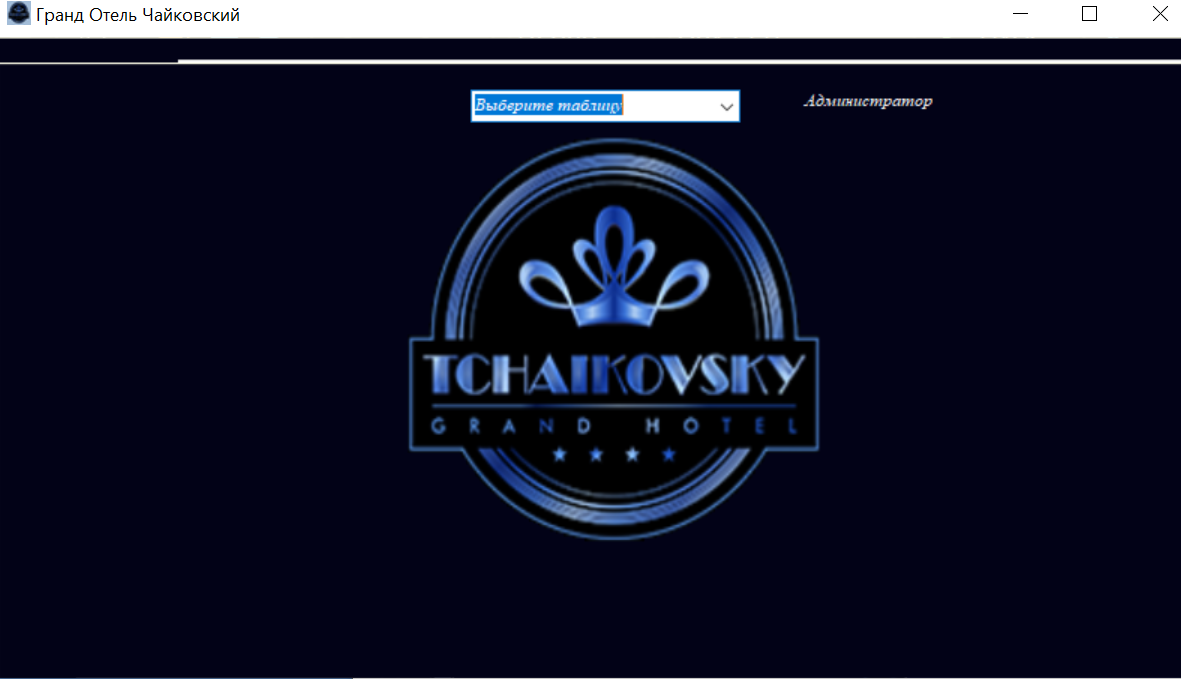 Гранд Отель Чайковский
Выберите таблицу
Администратор
TCHAIKOVSKY
GRAND HOTEL